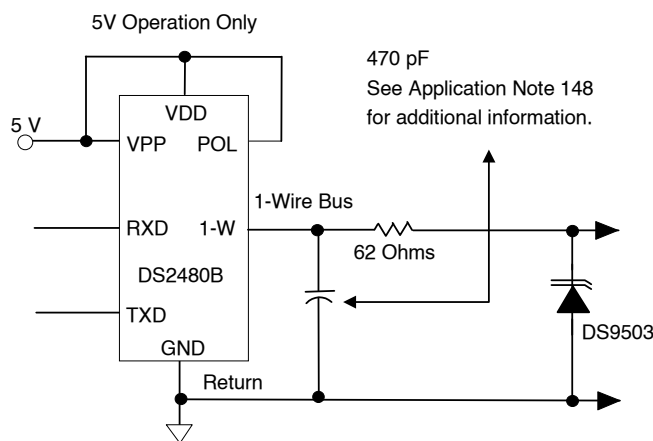 5V Operation Only
470 pF
See Application Note 148
for additional information.
VDD
5 V
VPP
POL
1-Wire Bus
RXD
1-W
62 Ohms
DS2480B
TXD
DS9503
GND
Return